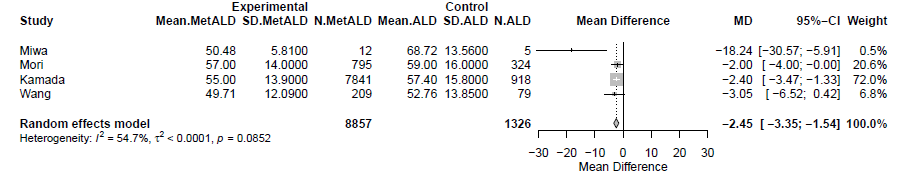 Experimental Control
Study Mean.MetALD SD.MetALD N.MetALD Mean.ALD SD.ALD N.ALD Mean Difference MD 95%−CI Weight
Miwa 50.48 5.8100 12 68.72 13.5600 5 −18.24 [−30.57; −5.91] 0.5%
Mori 57.00 14.0000 795 59.00 16.0000 324 −2.00 [ −4.00; −0.00] 20.6%
Kamada 55.00 13.9000 7841 57.40 15.8000 918 −2.40 [ −3.47; −1.33] 72.0%
Wang 49.71 12.0900 209 52.76 13.8500 79 −3.05 [ −6.52; 0.42] 6.8%
Random effects model 8857 1326 −2.45 [ −3.35; −1.54] 100.0%
Heterogeneity: I² = 54.7%, τ² < 0.0001, p = 0.0852
−30 −20 −10 0 10 20 30
Mean Difference